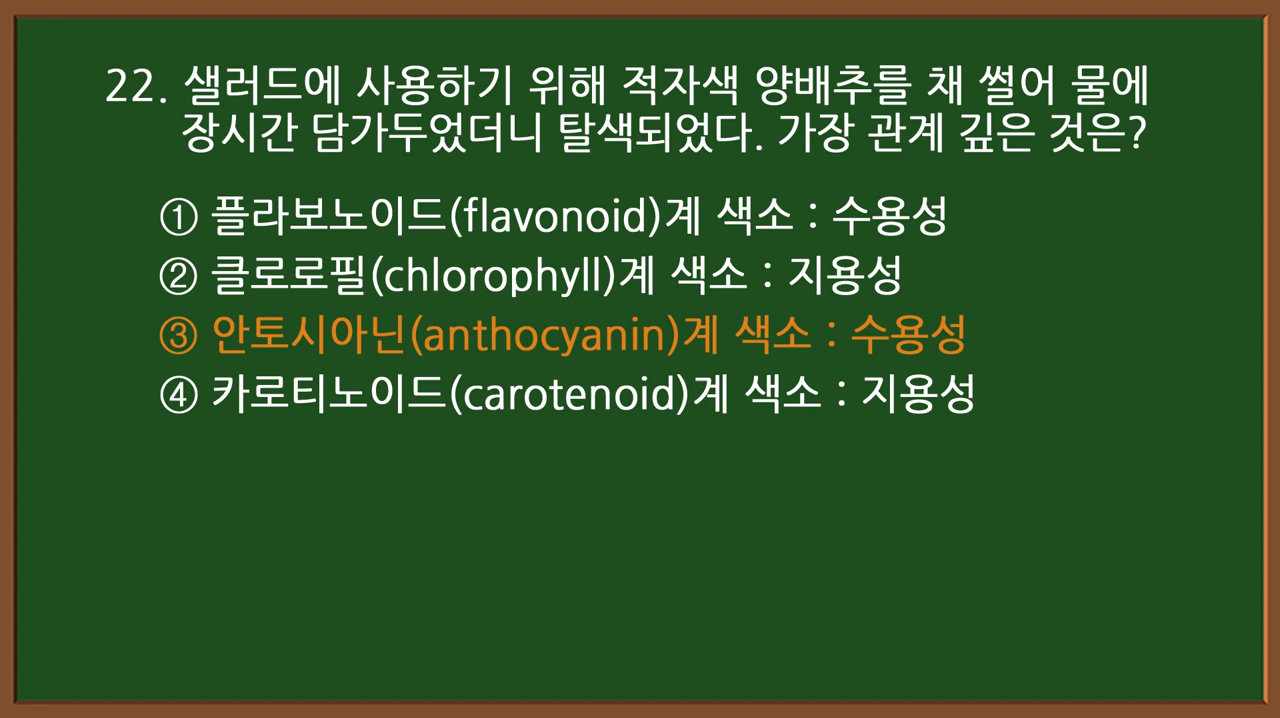 22. 샐러드에 사용하기 위해 적자색 양배추를 채 썰어 물에
장시간 담가두었더니 탈색되었다. 가장 관계 깊은 것은?
① 플라보노이드(flavonoid)계 색소 : 수용성
② 클로로필(chlorophyll)계 색소 : 지용성
③ 안토시아닌(anthocyanin)계 색소 : 수용성
④ 카로티노이드(carotenoid)계 색소 : 지용성